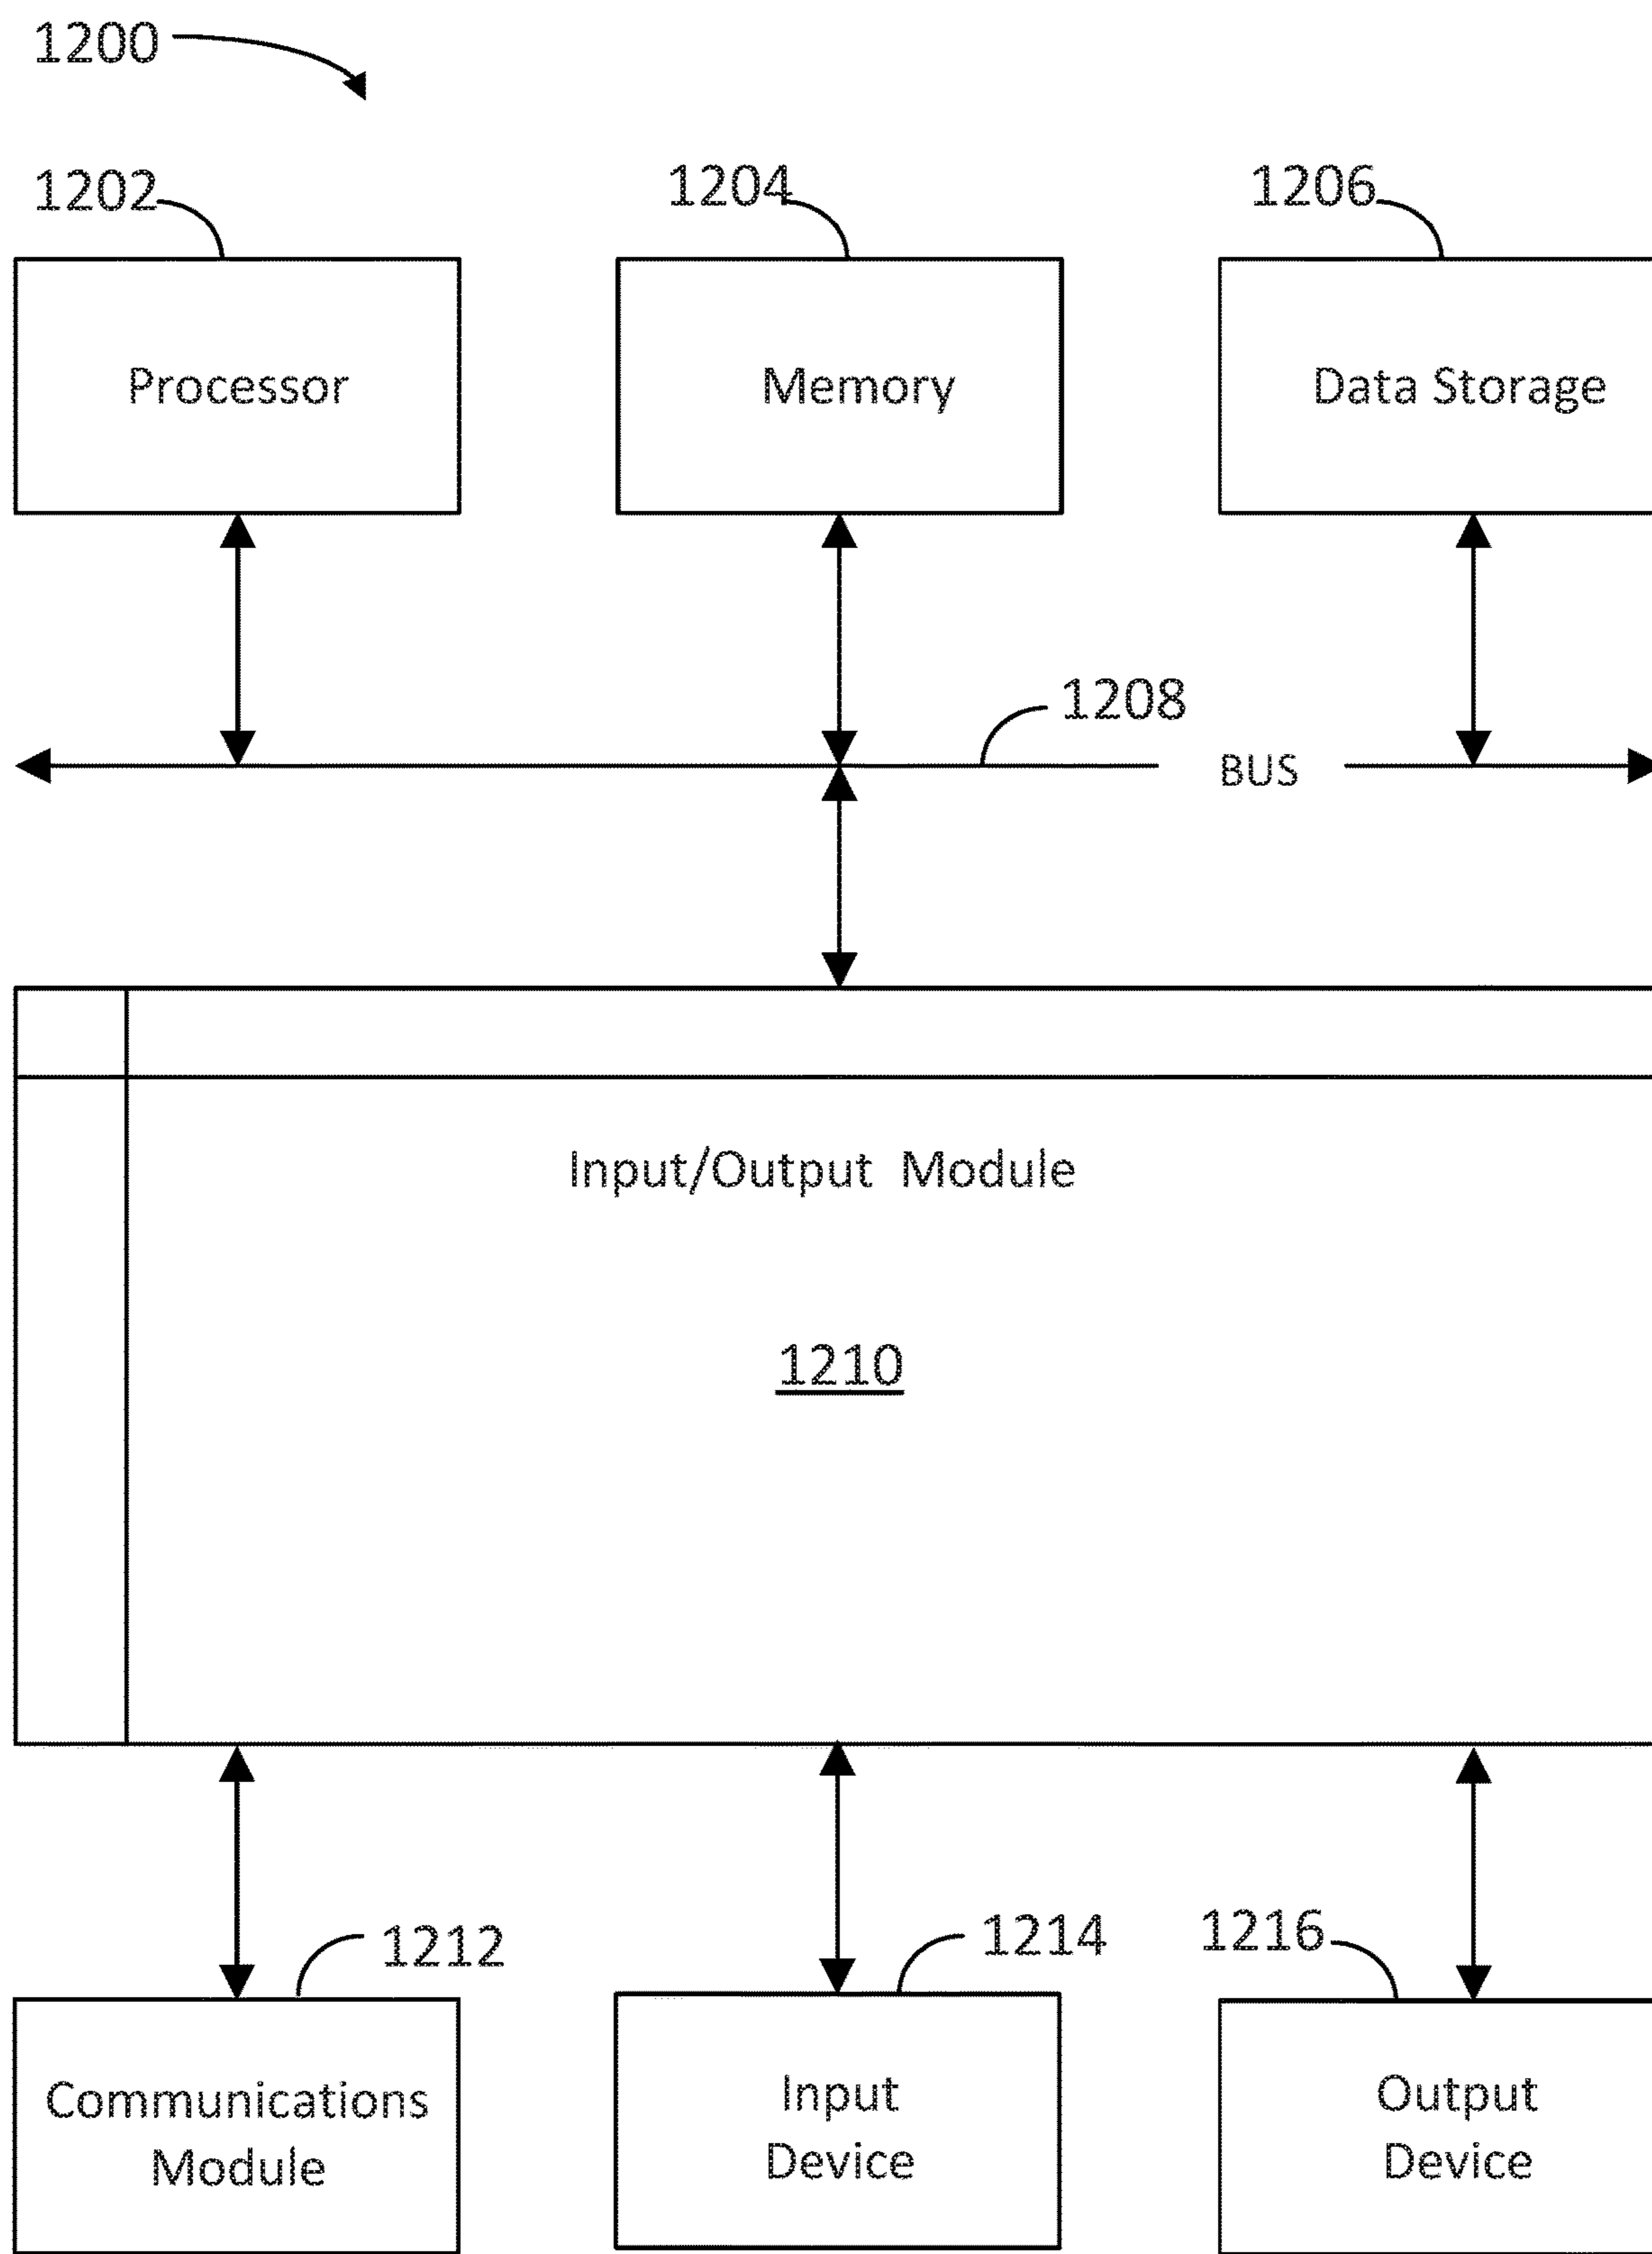 1200
1202
1204
1206
Processor
Memory
Data Storage
1208
BUS
Input/Output Module
1210
1212
1214
1216
Communications
Module
Input
Device
Output
Device